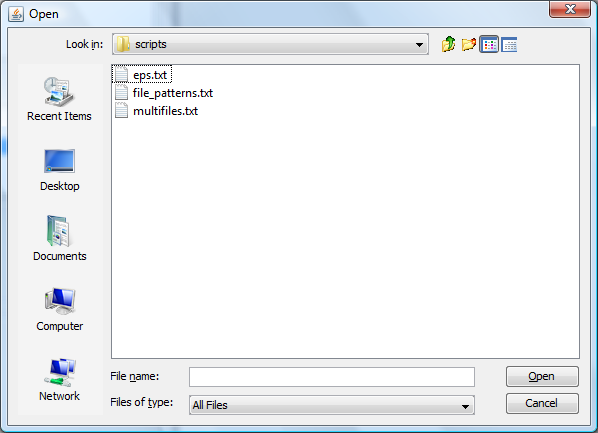 Open
Look in: scripts
eps.txt
file_patterns.txt
multifiles.txt
Recent Items
Desktop
Documents
Computer
Network
File name:
Open
Files of type: All Files
Cancel